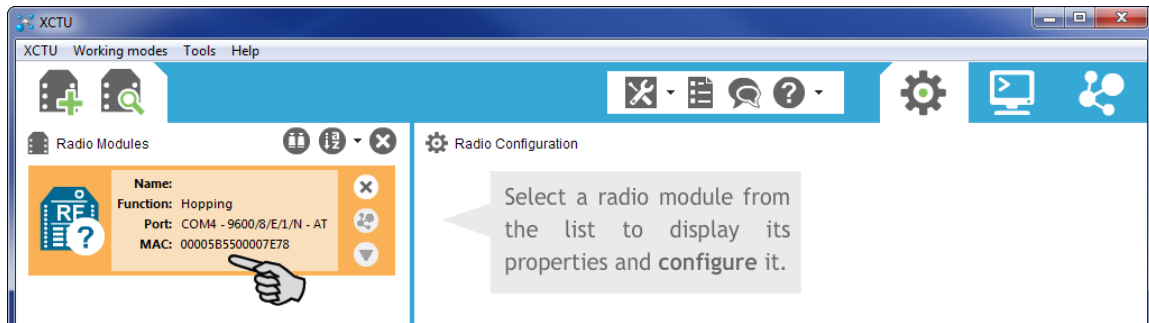 XCTU
XCTU Working modes Tools Help
Radio Modules
Radio Configuration
Name:
Function: Hopping
Port: COM4 - 9600/8/E/1/N - AT
MAC: 00005B5500007E78
RF
?
Select a radio module from
the list to display its
properties and configure it.